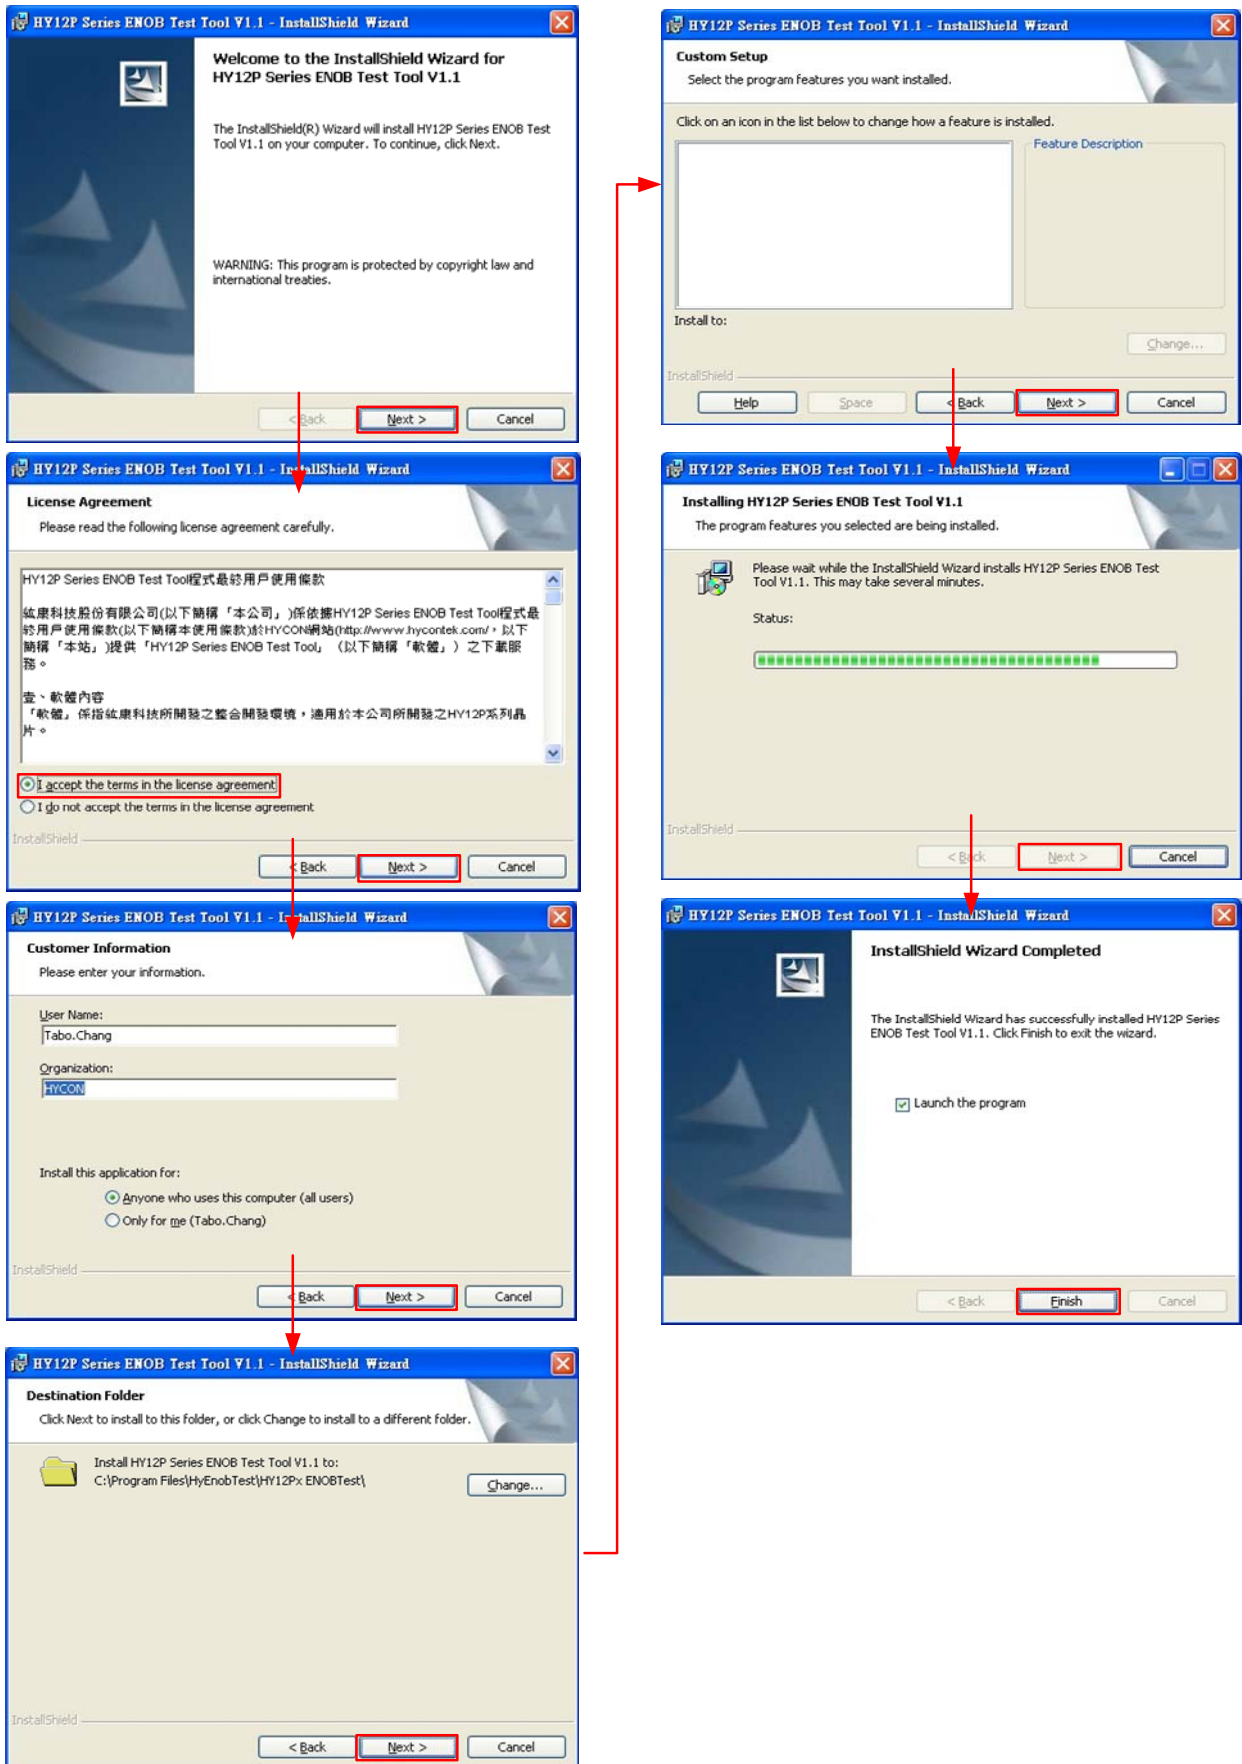 HY12P Series ENOB Test Tool V1.1 - InstallShield Wizard
Welcome to the InstallShield Wizard for
HY12P Series ENOB Test Tool V1.1
The InstallShield(R) Wizard will install HY12P Series ENOB Test
Tool V1.1 on your computer. To continue, click Next.
WARNING: This program is protected by copyright law and
international treaties.
< Back
Next >
Cancel
HY12P Series ENOB Test Tool V1.1 - InstallShield Wizard
License Agreement
Please read the following license agreement carefully.
HY12P Series ENOB Test Tool程式最終用戶使用條款
紘康科技股份有限公司(以下簡稱「本公司」)係依據HY12P Series ENOB Test Tool程式最
終用戶使用條款(以下簡稱本使用條款)於HYCON網站(http://www.hycontek.com/，以下
簡稱「本站」)提供「HY12P Series ENOB Test Tool」（以下簡稱「軟體」）之下載服
務。
壹、軟體內容
「軟體」係指紘康科技所開發之整合開發環境，適用於本公司所開發之HY12P系列晶
片。
I accept the terms in the license agreement
I do not accept the terms in the license agreement
InstallShield
< Back
Next >
Cancel
HY12P Series ENOB Test Tool V1.1 - InstallShield Wizard
Customer Information
Please enter your information.
User Name:
Tabo.Chang
Organization:
HYCON
Install this application for:
Anyone who uses this computer (all users)
Only for me (Tabo.Chang)
InstallShield
< Back
Next >
Cancel
HY12P Series ENOB Test Tool V1.1 - InstallShield Wizard
Destination Folder
Click Next to install to this folder, or click Change to install to a different folder.
Install HY12P Series ENOB Test Tool V1.1 to:
C:\Program Files\HyEnobTest\HY12Px ENOBTest\
Change...
InstallShield
< Back
Next >
Cancel
HY12P Series ENOB Test Tool V1.1 - InstallShield Wizard
Custom Setup
Select the program features you want installed.
Click on an icon in the list below to change how a feature is installed.
Feature Description
Install to:
Change...
InstallShield
Help
Space
< Back
Next >
Cancel
HY12P Series ENOB Test Tool V1.1 - InstallShield Wizard
Installing HY12P Series ENOB Test Tool V1.1
The program features you selected are being installed.
Please wait while the InstallShield Wizard installs HY12P Series ENOB Test
Tool V1.1. This may take several minutes.
Status:
InstallShield
< Back
Next >
Cancel
HY12P Series ENOB Test Tool V1.1 - InstallShield Wizard
InstallShield Wizard Completed
The InstallShield Wizard has successfully installed HY12P Series
ENOB Test Tool V1.1. Click Finish to exit the wizard.
Launch the program
< Back
Finish
Cancel